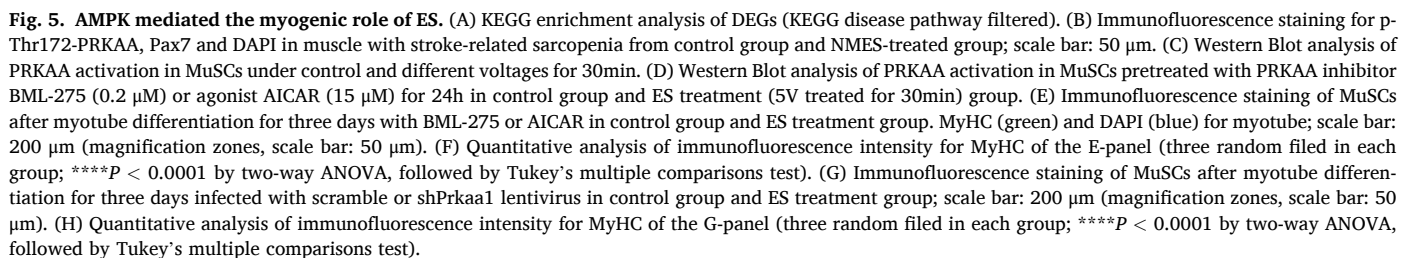 Fig. 5. AMPK mediated the myogenic role of ES. (A) KEGG enrichment analysis of DEGs (KEGG disease pathway filtered). (B) Immunofluorescence staining for p-
Thr172-PRKAA, Pax7 and DAPI in muscle with stroke-related sarcopenia from control group and NMES-treated group; scale bar: 50 μm. (C) Western Blot analysis of
PRKAA activation in MuSCs under control and different voltages for 30min. (D) Western Blot analysis of PRKAA activation in MuSCs pretreated with PRKAA inhibitor
BML-275 (0.2 μM) or agonist AICAR (15 μM) for 24h in control group and ES treatment (5V treated for 30min) group. (E) Immunofluorescence staining of MuSCs
after myotube differentiation for three days with BML-275 or AICAR in control group and ES treatment group. MyHC (green) and DAPI (blue) for myotube; scale bar:
200 μm (magnification zones, scale bar: 50 μm). (F) Quantitative analysis of immunofluorescence intensity for MyHC of the E-panel (three random filed in each
group; ****P < 0.0001 by two-way ANOVA, followed by Tukey's multiple comparisons test). (G) Immunofluorescence staining of MuSCs after myotube differen-
tiation for three days infected with scramble or shPrkaa1 lentivirus in control group and ES treatment group; scale bar: 200 μm (magnification zones, scale bar: 50
μm). (H) Quantitative analysis of immunofluorescence intensity for MyHC of the G-panel (three random filed in each group; ****P < 0.0001 by two-way ANOVA,
followed by Tukey's multiple comparisons test).